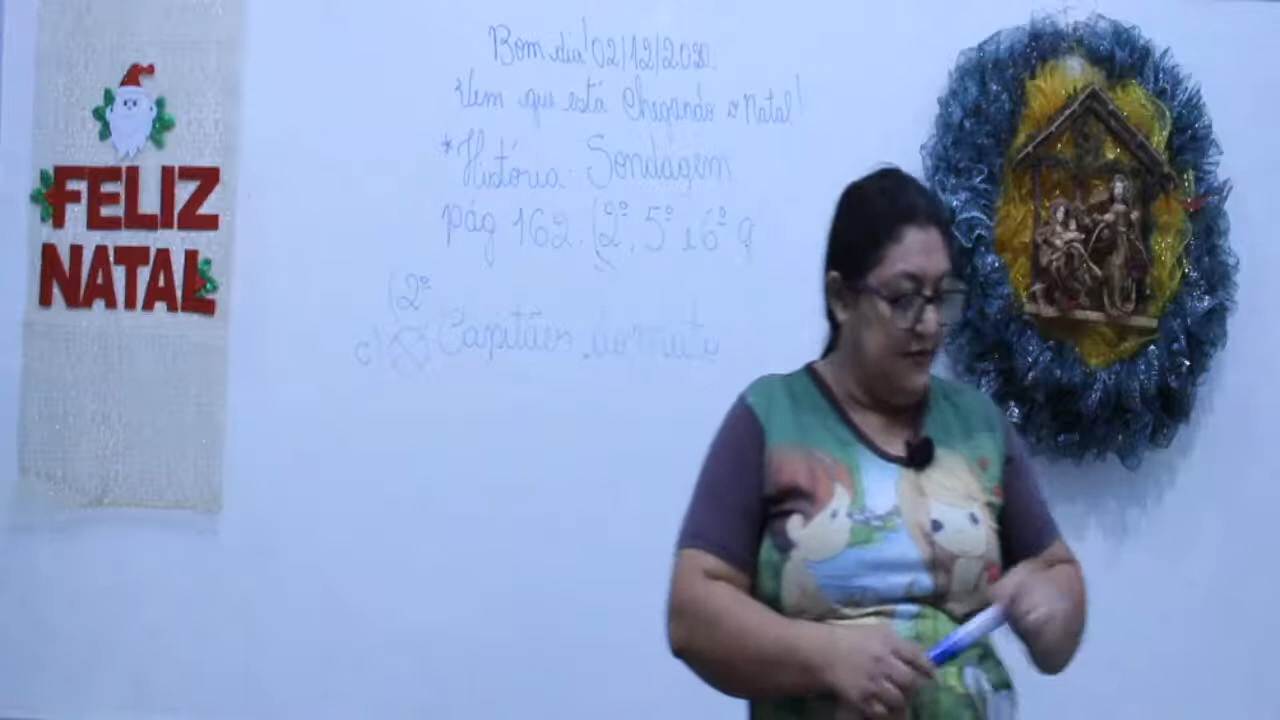 FELIZ
NATAL
Bom dia! 02/12/2020.
Vem que está chegando o Natal!
*História: Sondagem
pág 162. (2º, 5º e 6º q
(2º
c) Capitães do mato